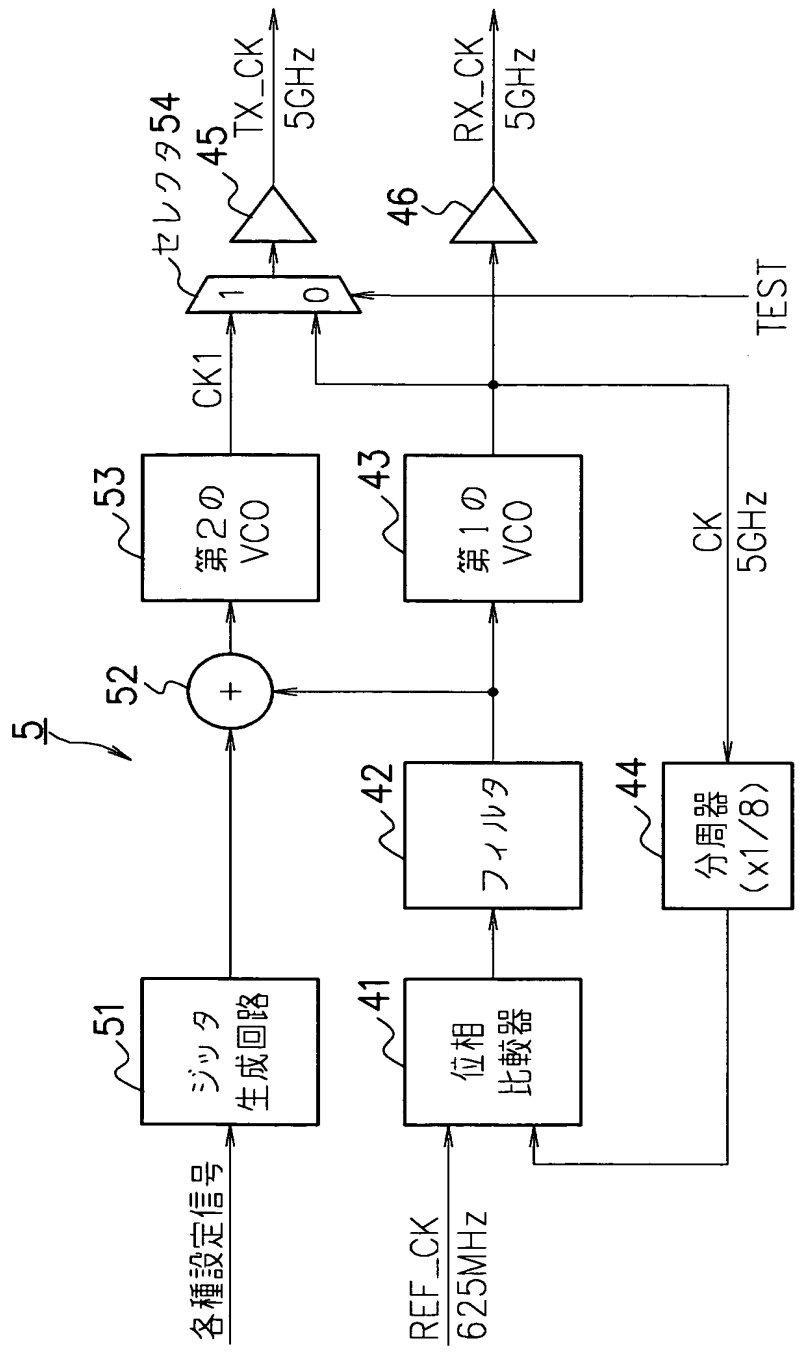 5
各種設定信号
51
ジッタ
生成回路
52
+
53
第2の
VCO
CK1
セレクタ54
1
0
45
TX_CK
5GHz
REF_CK
625MHz
41
位相
比較器
42
フィルタ
43
第1の
VCO
46
RX_CK
5GHz
44
分周器
(x1/8)
CK
5GHz
TEST